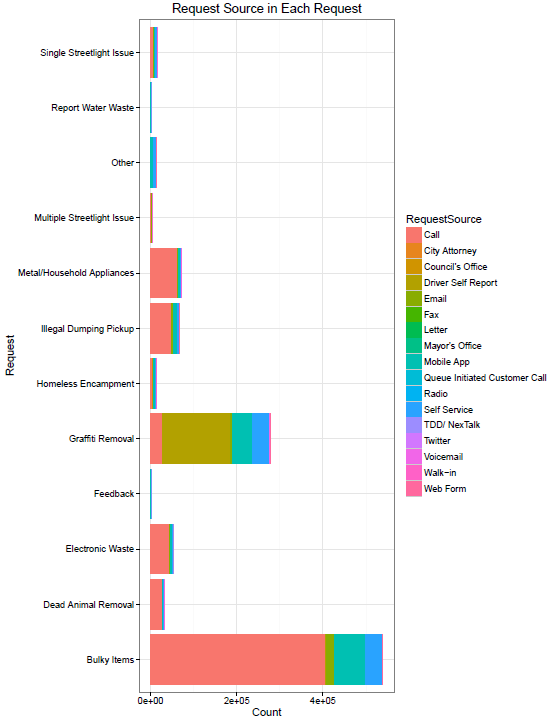 Request Source in Each Request
Single Streetlight Issue
Report Water Waste
Other
Multiple Streetlight Issue
Metal/Household Appliances
Illegal Dumping Pickup
Homeless Encampment
Graffiti Removal
Feedback
Electronic Waste
Dead Animal Removal
Bulky Items
Request
0e+00
2e+05
4e+05
Count
RequestSource
Call
City Attorney
Council's Office
Driver Self Report
Email
Fax
Letter
Mayor's Office
Mobile App
Queue Initiated Customer Call
Radio
Self Service
TDD/ NexTalk
Twitter
Voicemail
Walk−in
Web Form